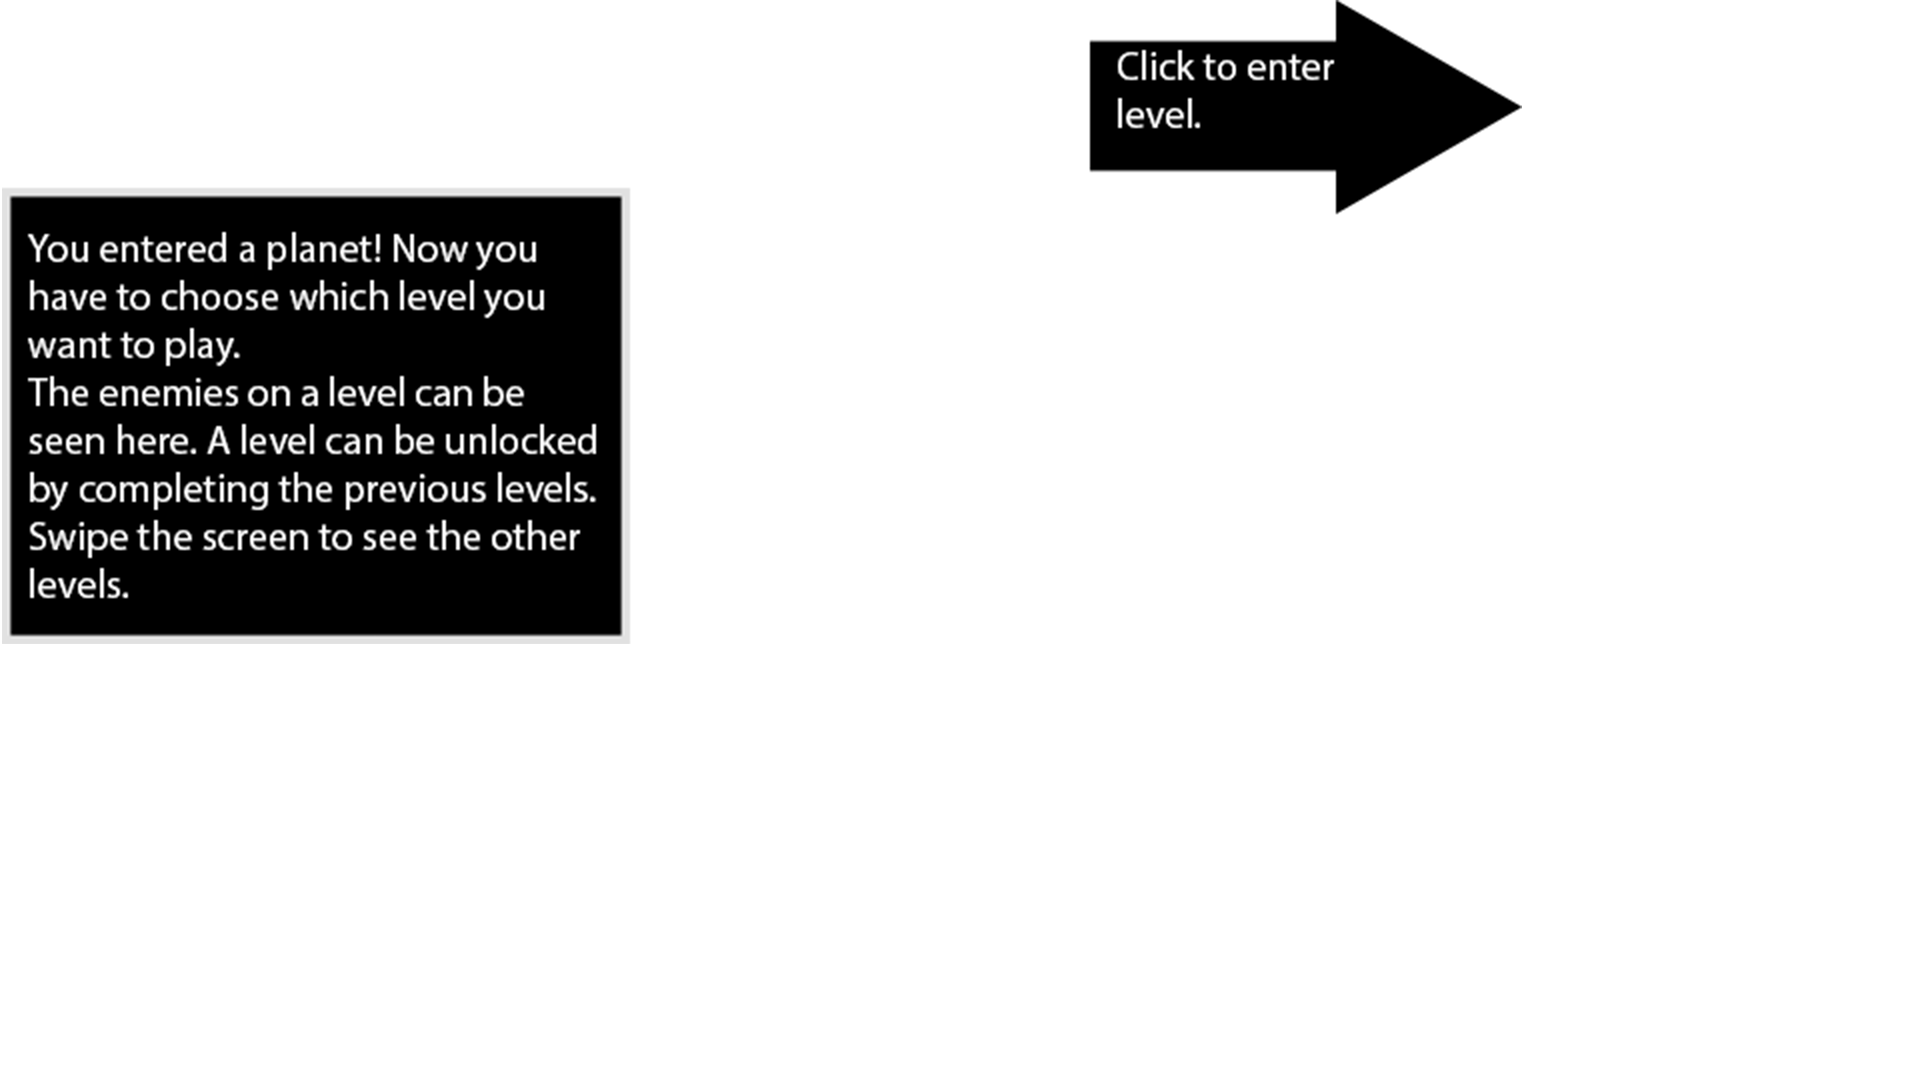 Click to enter
level.
You entered a planet! Now you
have to choose which level you
want to play.
The enemies on a level can be
seen here. A level can be unlocked
by completing the previous levels.
Swipe the screen to see the other
levels.